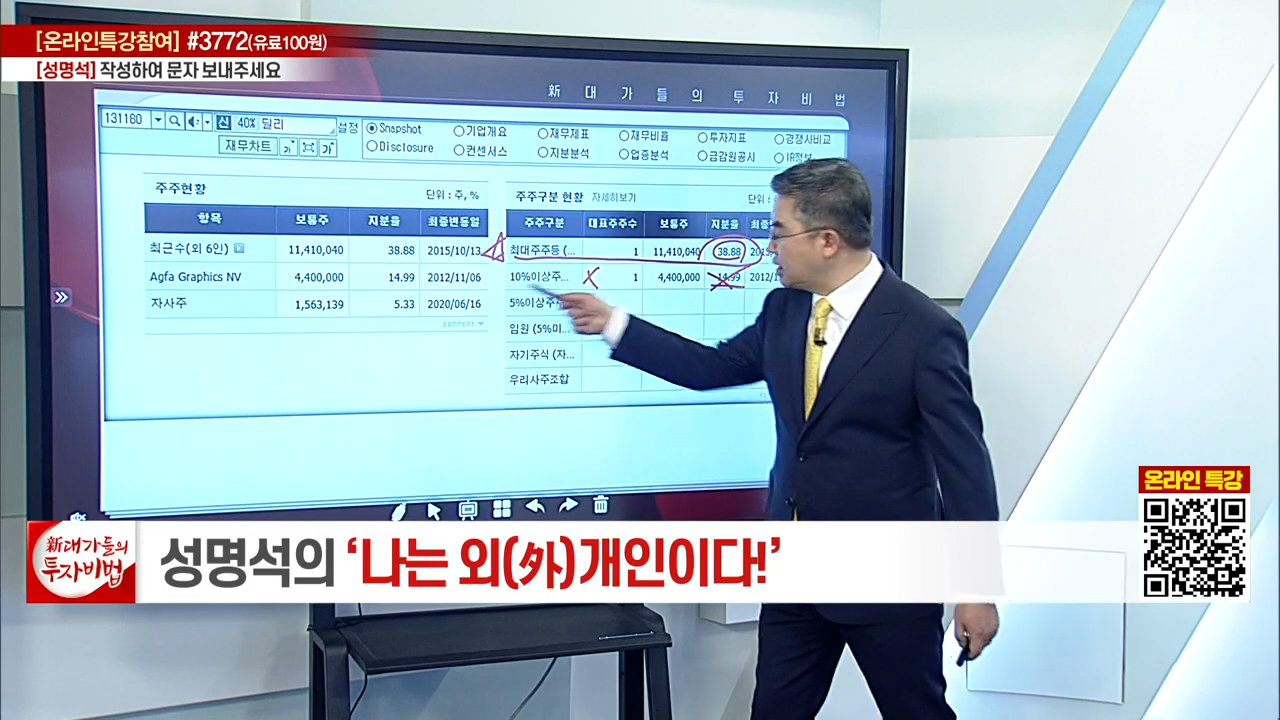 [온라인특강참여] #3772(유료100원)
[성명석] 작성하여 문자 보내주세요
新 대 가 들 의 투 자 비 법
131180 신 40% 딜리 설정
Snapshot 기업개요 재무제표 재무비율 투자지표 경쟁사비교
재무차트 가 가 Disclosure 컨센서스 지분분석 업종분석 금감원공시 IR정보
주주현황 단위 : 주, %
항목 보통주 지분율 최종변동일
최근수(외 6인) 11,410,040 38.88 2015/10/13
Agfa Graphics NV 4,400,000 14.99 2012/11/06
자사주 1,563,139 5.33 2020/06/16
comment
주주구분 현황 자세히보기 단위 :
주주구분 대표주주수 보통주 지분율
최대주주등 (... 1 11,410,040 38.88
10%이상주... X 1 4,400,000 14.99 2012/1
5%이상주
임원 (5%미...
자기주식 (자...
우리사주조합
온라인 특강
新대가들의
투자비법
성명석의 ‘나는 외(外)개인이다!’